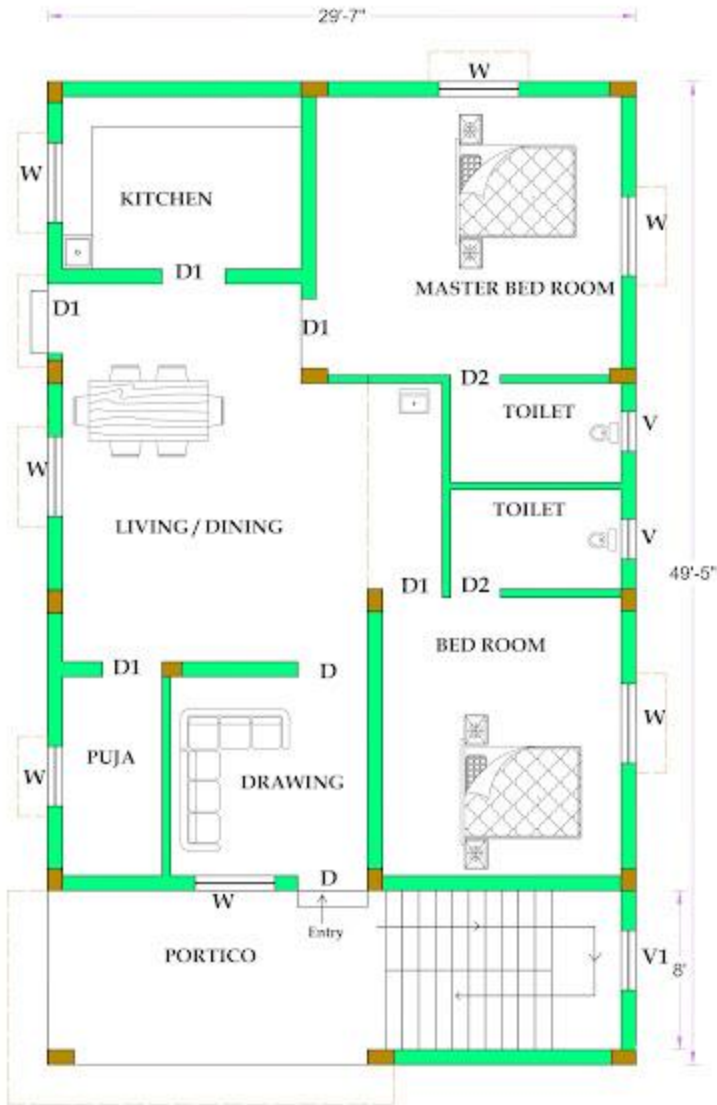 29'-7"
W
W
KITCHEN
W
D1
MASTER BED ROOM
D1
D1
D2
TOILET
V
W
TOILET
V
LIVING / DINING
49'-5"
D1
D2
BED ROOM
D1
D
W
PUJA
W
DRAWING
D
W
Entry
PORTICO
V1
8'